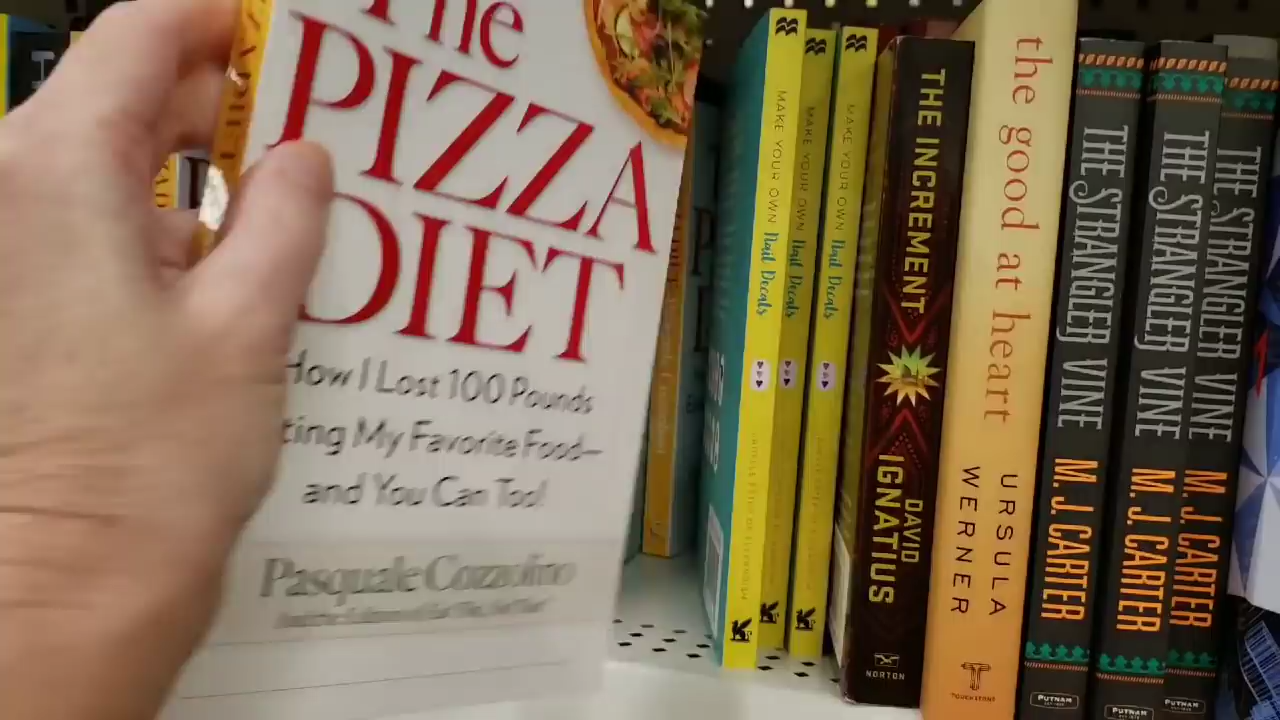 The
PIZZA
DIET
How I Lost 100 Pounds
ting My Favorite Food—
and You Can Too!
Pasquale Cozzolino
MAKE YOUR OWN Nail Decals
MAKE YOUR OWN Nail Decals
MAKE YOUR OWN Nail Decals
THE INCREMENT
DAVID
IGNATIUS
NORTON
the good at heart
URSULA
WERNER
TOUCHSTONE
THE STRANGLER VINE
M. J. CARTER
PUTNAM
THE STRANGLER VINE
M. J. CARTER
PUTNAM
THE STRANGLER VINE
M. J. CARTER
PUTNAM